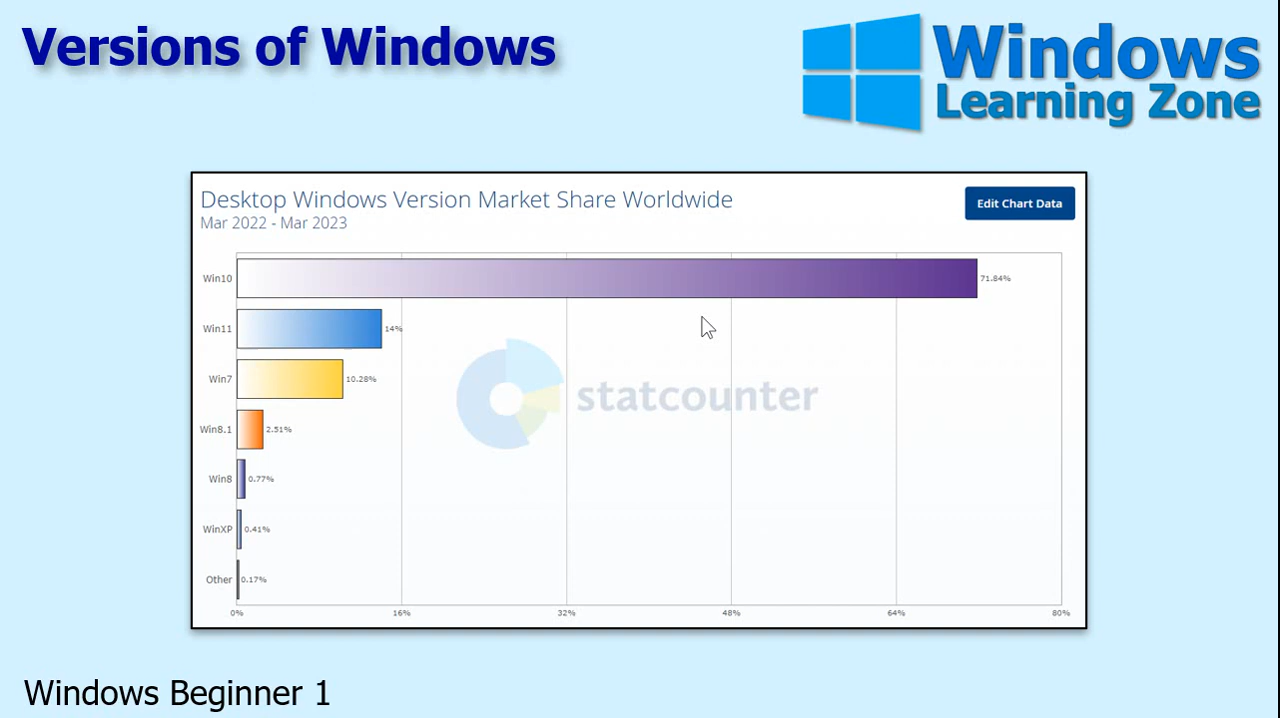 Versions of Windows
Windows
Learning Zone
Desktop Windows Version Market Share Worldwide
Mar 2022 - Mar 2023
Edit Chart Data
Win10 71.84%
Win11 14%
Win7 10.28%
Win8.1 2.51%
Win8 0.77%
WinXP 0.41%
Other 0.17%
statcounter
0% 16% 32% 48% 64% 80%
Windows Beginner 1